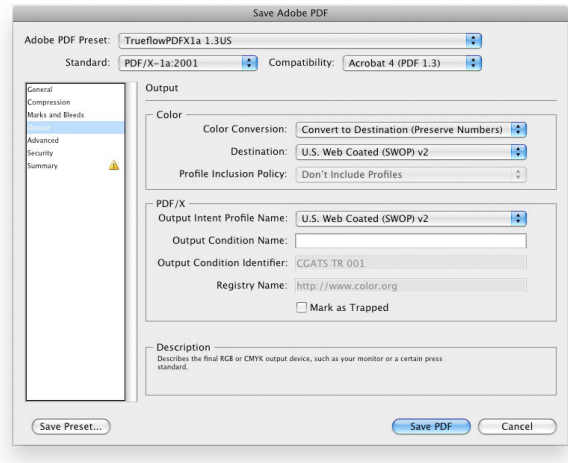 Save Adobe PDF
Adobe PDF Preset: TrueflowPDFX1a 1.3US
Standard: PDF/X-1a:2001 Compatibility: Acrobat 4 (PDF 1.3)
General
Compression
Marks and Bleeds
Output
Advanced
Security
Summary
Output
Color
Color Conversion: Convert to Destination (Preserve Numbers)
Destination: U.S. Web Coated (SWOP) v2
Profile Inclusion Policy: Don't Include Profiles
PDF/X
Output Intent Profile Name: U.S. Web Coated (SWOP) v2
Output Condition Name:
Output Condition Identifier: CGATS TR 001
Registry Name: http://www.color.org
Mark as Trapped
Description
Describes the final RGB or CMYK output device, such as your monitor or a certain press
standard.
Save Preset... Save PDF Cancel